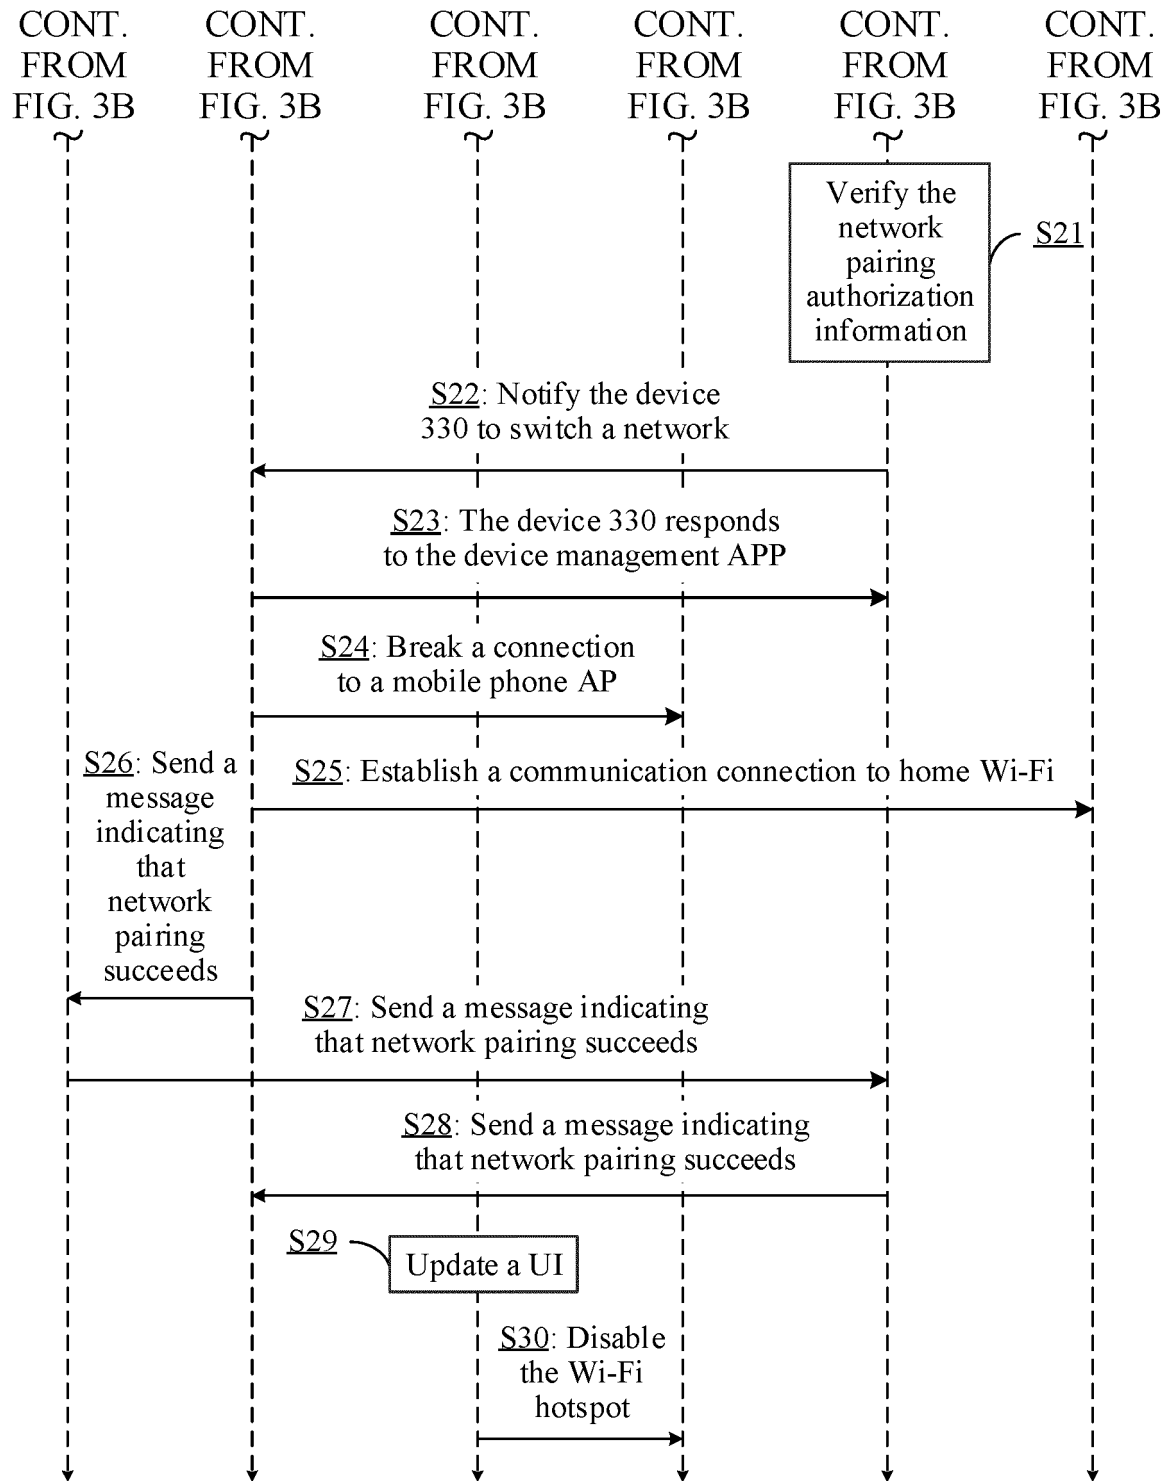 CONT.
FROM
FIG. 3B
CONT.
FROM
FIG. 3B
CONT.
FROM
FIG. 3B
CONT.
FROM
FIG. 3B
CONT.
FROM
FIG. 3B
CONT.
FROM
FIG. 3B
Verify the
network
pairing
authorization
information
S21
S22: Notify the device
330 to switch a network
S23: The device 330 responds
to the device management APP
S24: Break a connection
to a mobile phone AP
S25: Establish a communication connection to home Wi-Fi
S26: Send a
message
indicating
that
network
pairing
succeeds
S27: Send a message indicating
that network pairing succeeds
S28: Send a message indicating
that network pairing succeeds
S29
Update a UI
S30: Disable
the Wi-Fi
hotspot